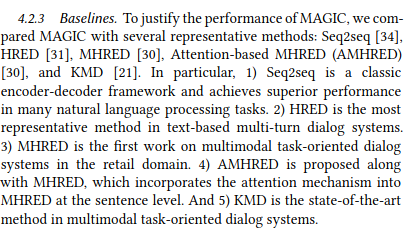 4.2.3 Baselines. To justify the performance of MAGIC, we com-
pared MAGIC with several representative methods: Seq2seq [34],
HRED [31], MHRED [30], Attention-based MHRED (AMHRED)
[30], and KMD [21]. In particular, 1) Seq2seq is a classic
encoder-decoder framework and achieves superior performance
in many natural language processing tasks. 2) HRED is the most
representative method in text-based multi-turn dialog systems.
3) MHRED is the first work on multimodal task-oriented dialog
systems in the retail domain. 4) AMHRED is proposed along
with MHRED, which incorporates the attention mechanism into
MHRED at the sentence level. And 5) KMD is the state-of-the-art
method in multimodal task-oriented dialog systems.